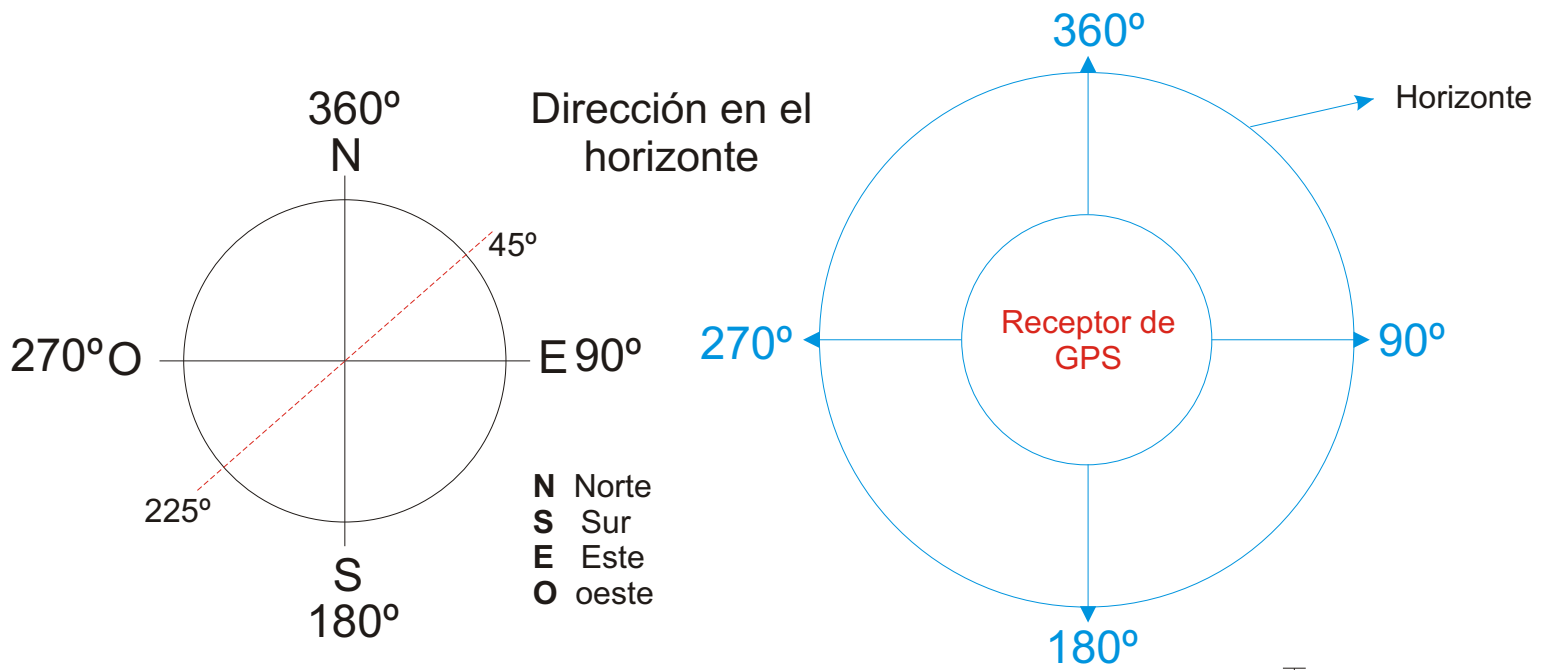 360º
N
Dirección en el
horizonte
45º
270º O
E 90º
225º
S
180º
N Norte
S Sur
E Este
O oeste
360º
Horizonte
Receptor de
GPS
270º
90º
180º